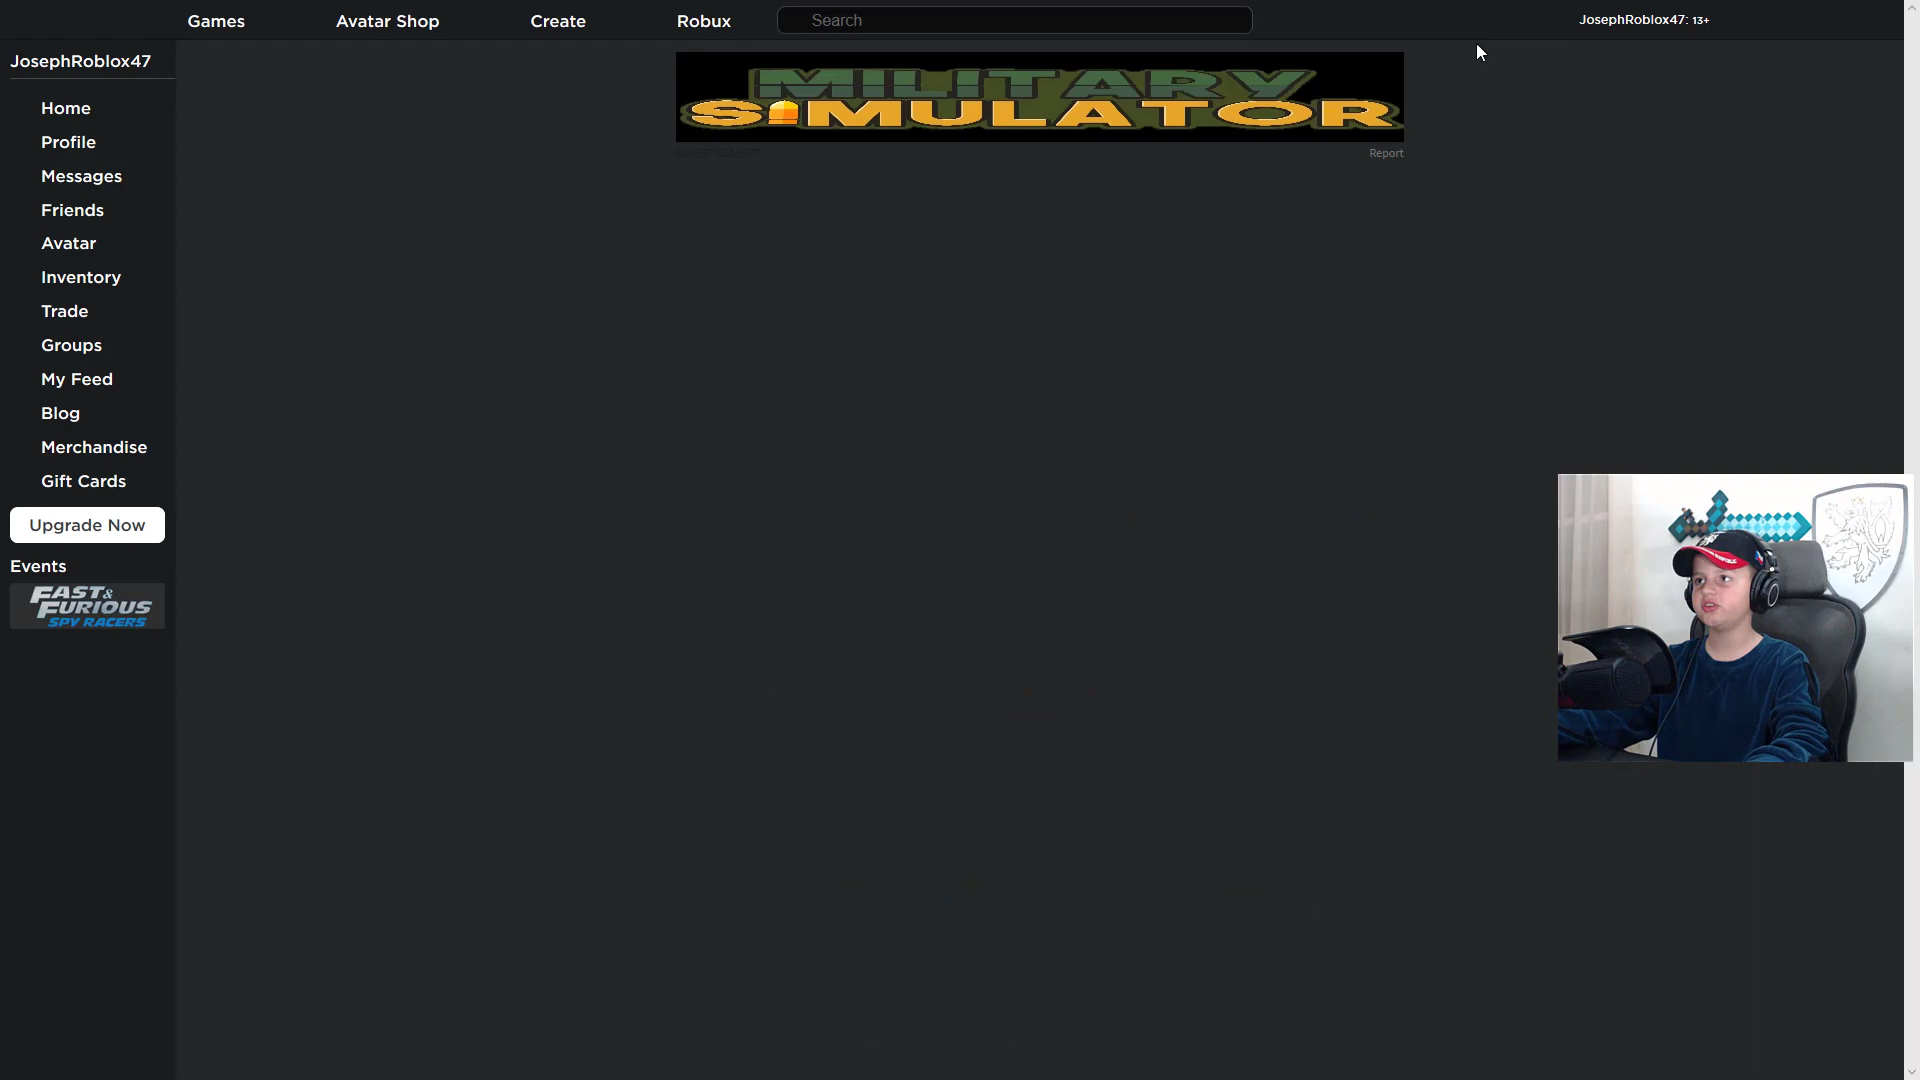 Games
Avatar Shop
Create
Robux
Search
JosephRoblox47: 13+
JosephRoblox47
Home
Profile
Messages
Friends
Avatar
Inventory
Trade
Groups
My Feed
Blog
Merchandise
Gift Cards
Upgrade Now
Events
FAST &
FURIOUS
SPY RACERS
MILITARY
SIMULATOR
Report